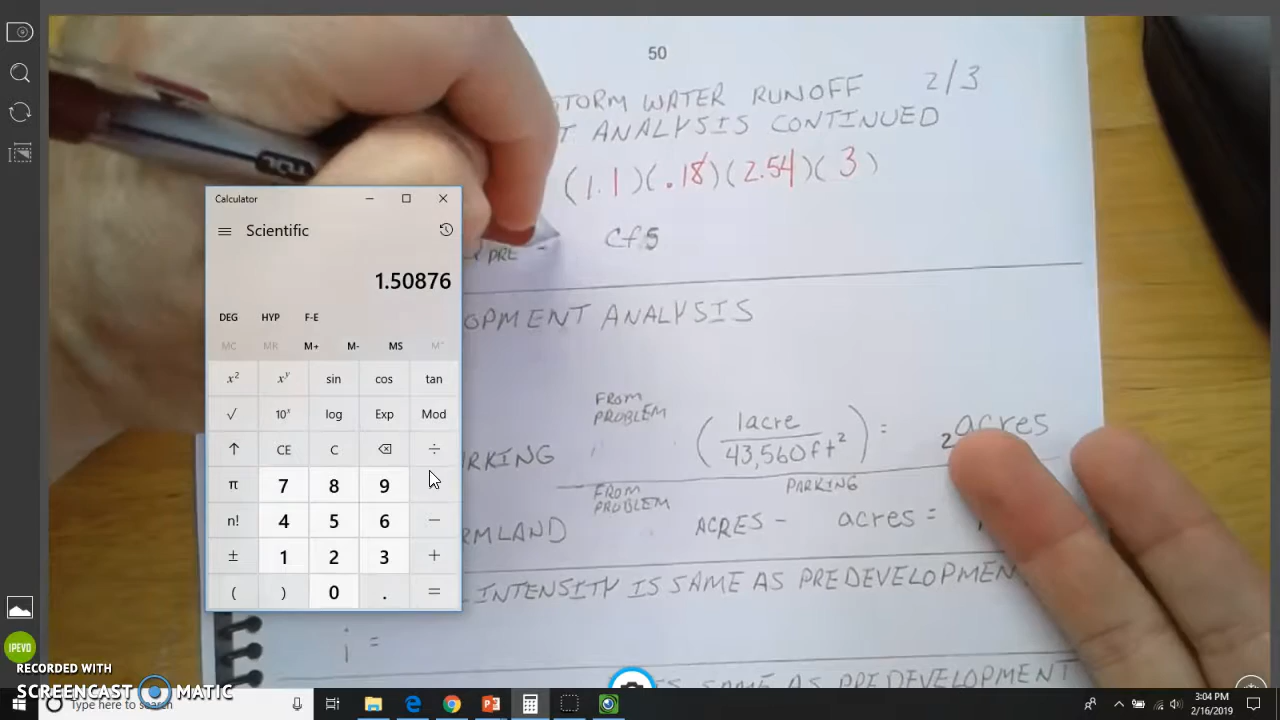 50
STORM WATER RUNOFF 2/3
T ANALYSIS CONTINUED
(1.1)(.18)(2.54)(3)
PRE - cfs
OPMENT ANALYSIS
FROM
PROBLEM
RKING (1acre / 43,560ft²) = acres
2
FROM
PROBLEM
PARKING
RMLAND ACRES - acres =
INTENSITY IS SAME AS PREDEVELOPMEN
i =
IS SAME AS PREDEVELOPMENT
Calculator
Scientific
1.50876
DEG HYP F-E
MC MR M+ M- MS M˅
x² xʸ sin cos tan
√ 10ˣ log Exp Mod
↑ CE C ⌫ ÷
π 7 8 9
n! 4 5 6 −
± 1 2 3 +
( ) 0 . =
IPEVO
RECORDED WITH
SCREENCAST MATIC
Type here to search
3:04 PM
2/16/2019